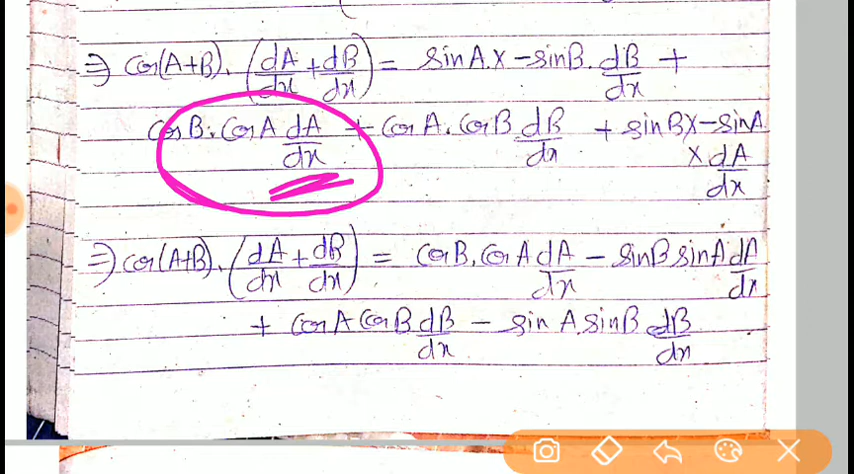 ⇒ cos(A+B). (dA/dx + dB/dx) = sinA.x -sinB. dB/dx +
cosB. cosA dA/dx + cosA. cosB dB/dx + sinBx-sinA
x dA/dx
⇒ cos(A+B). (dA/dx + dB/dx) = cosB. cosA dA/dx - sinB sinA dA/dx
+ cosA cosB dB/dx - sinA. sinB dB/dx